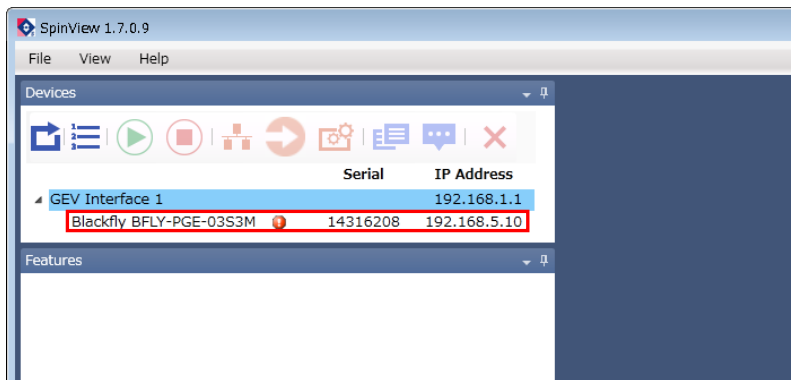 SpinView 1.7.0.9
File View Help
Devices
Serial IP Address
GEV Interface 1 192.168.1.1
Blackfly BFLY-PGE-03S3M 14316208 192.168.5.10
Features